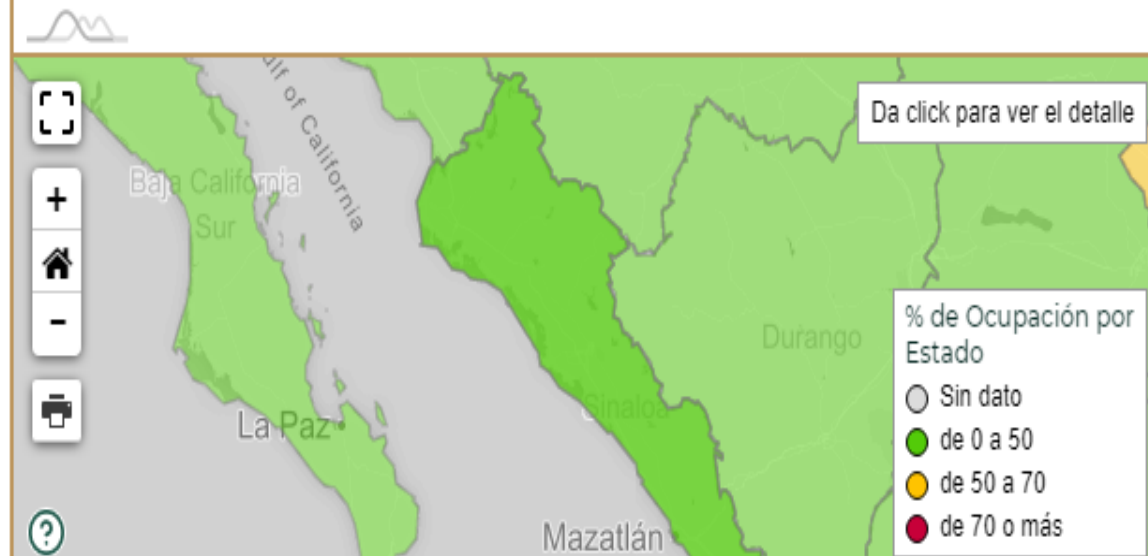 Gulf of California
Da click para ver el detalle
Baja California
Sur
+
−
% de Ocupación por
Estado
Sin dato
de 0 a 50
de 50 a 70
de 70 o más
Durango
Sinaloa
La Paz
Mazatlán
?